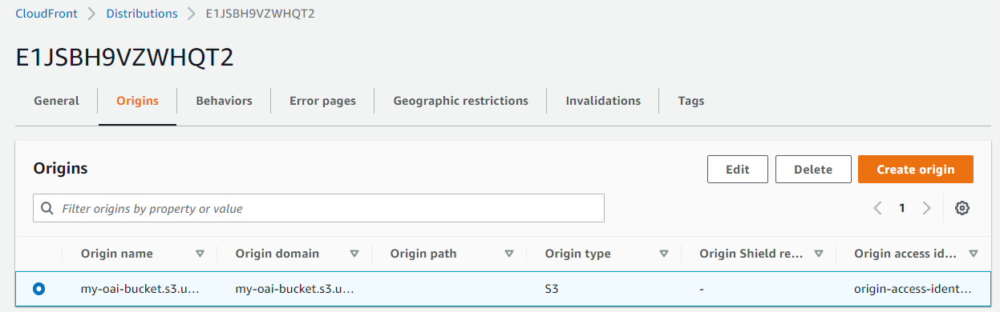 CloudFront Distributions E1JSBH9VZWHQT2
E1JSBH9VZWHQT2
General Origins Behaviors Error pages Geographic restrictions Invalidations Tags
Origins Edit Delete Create origin
Filter origins by property or value 1
Origin name Origin domain Origin path Origin type Origin Shield re... Origin access id...
my-oai-bucket.s3.u... my-oai-bucket.s3.u... S3 - origin-access-ident...